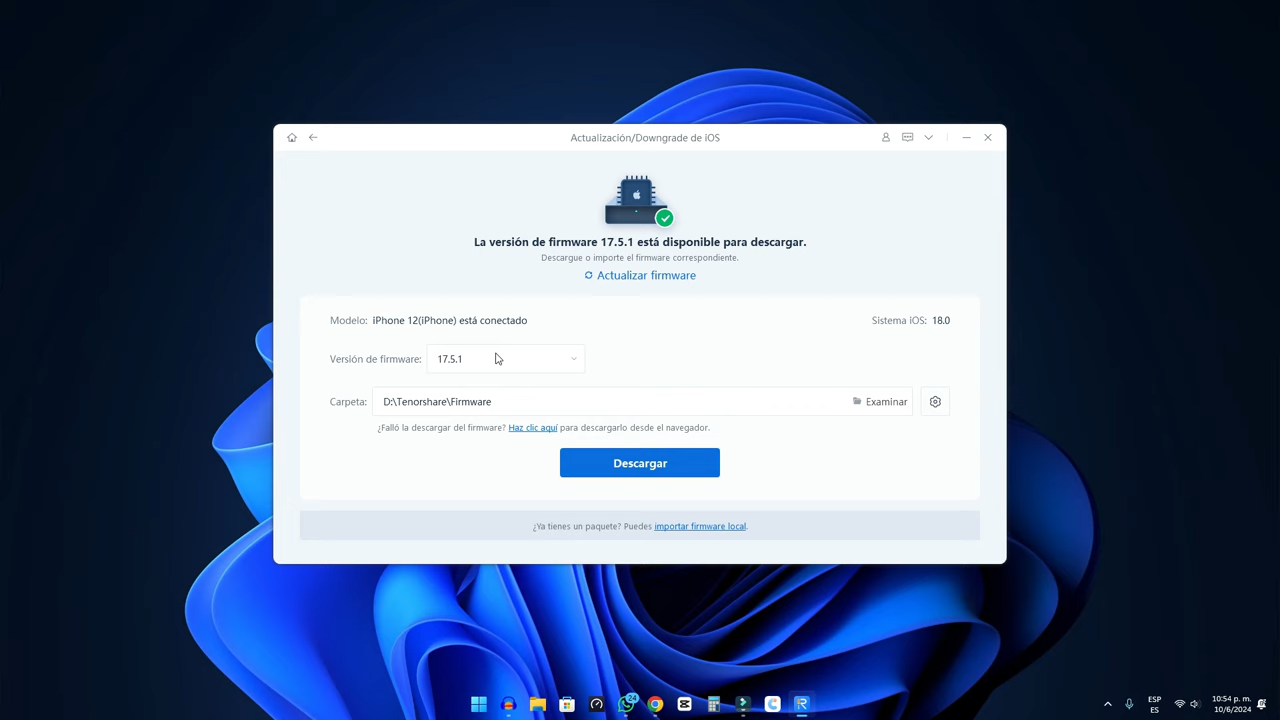 Actualización/Downgrade de iOS
La versión de firmware 17.5.1 está disponible para descargar.
Descargue o importe el firmware correspondiente.
Actualizar firmware
Modelo: iPhone 12(iPhone) está conectado
Sistema iOS: 18.0
Versión de firmware: 17.5.1
Carpeta: D:\Tenorshare\Firmware
Examinar
¿Falló la descargar del firmware? Haz clic aquí para descargarlo desde el navegador.
Descargar
¿Ya tienes un paquete? Puedes importar firmware local.
24
ESP
ES
10:54 p. m.
10/6/2024